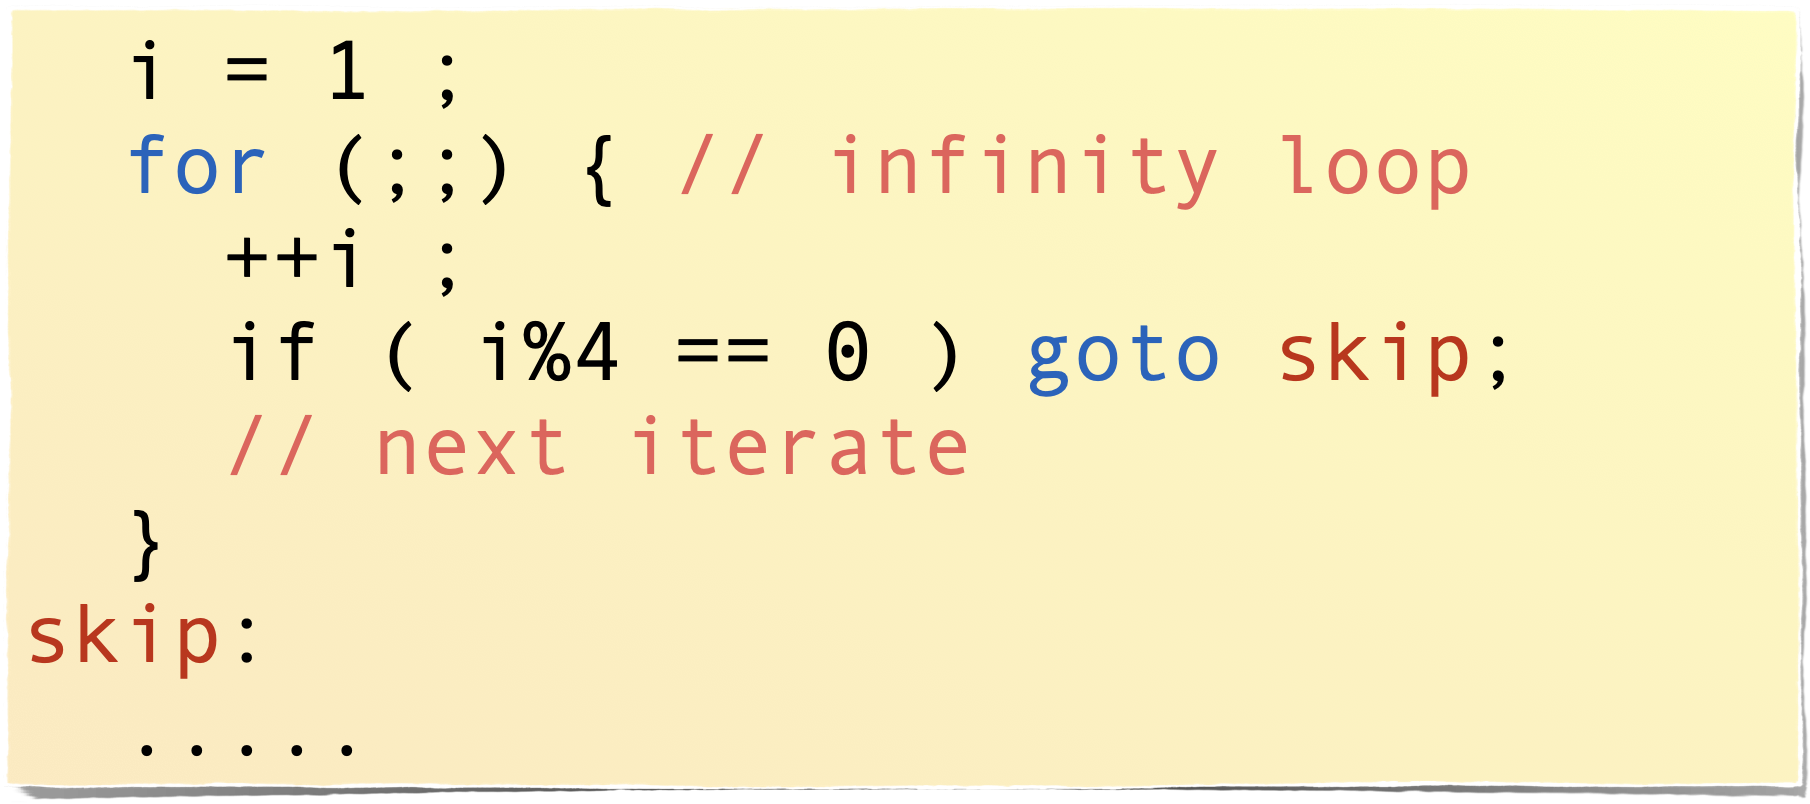 i = 1 ;
for (;;) { // infinity loop
++i ;
if ( i%4 == 0 ) goto skip;
// next iterate
}
skip:
.....